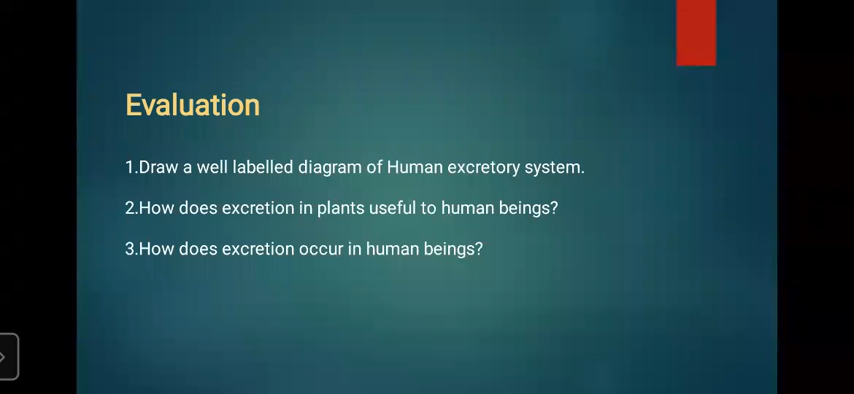 Evaluation
1.Draw a well labelled diagram of Human excretory system.
2.How does excretion in plants useful to human beings?
3.How does excretion occur in human beings?